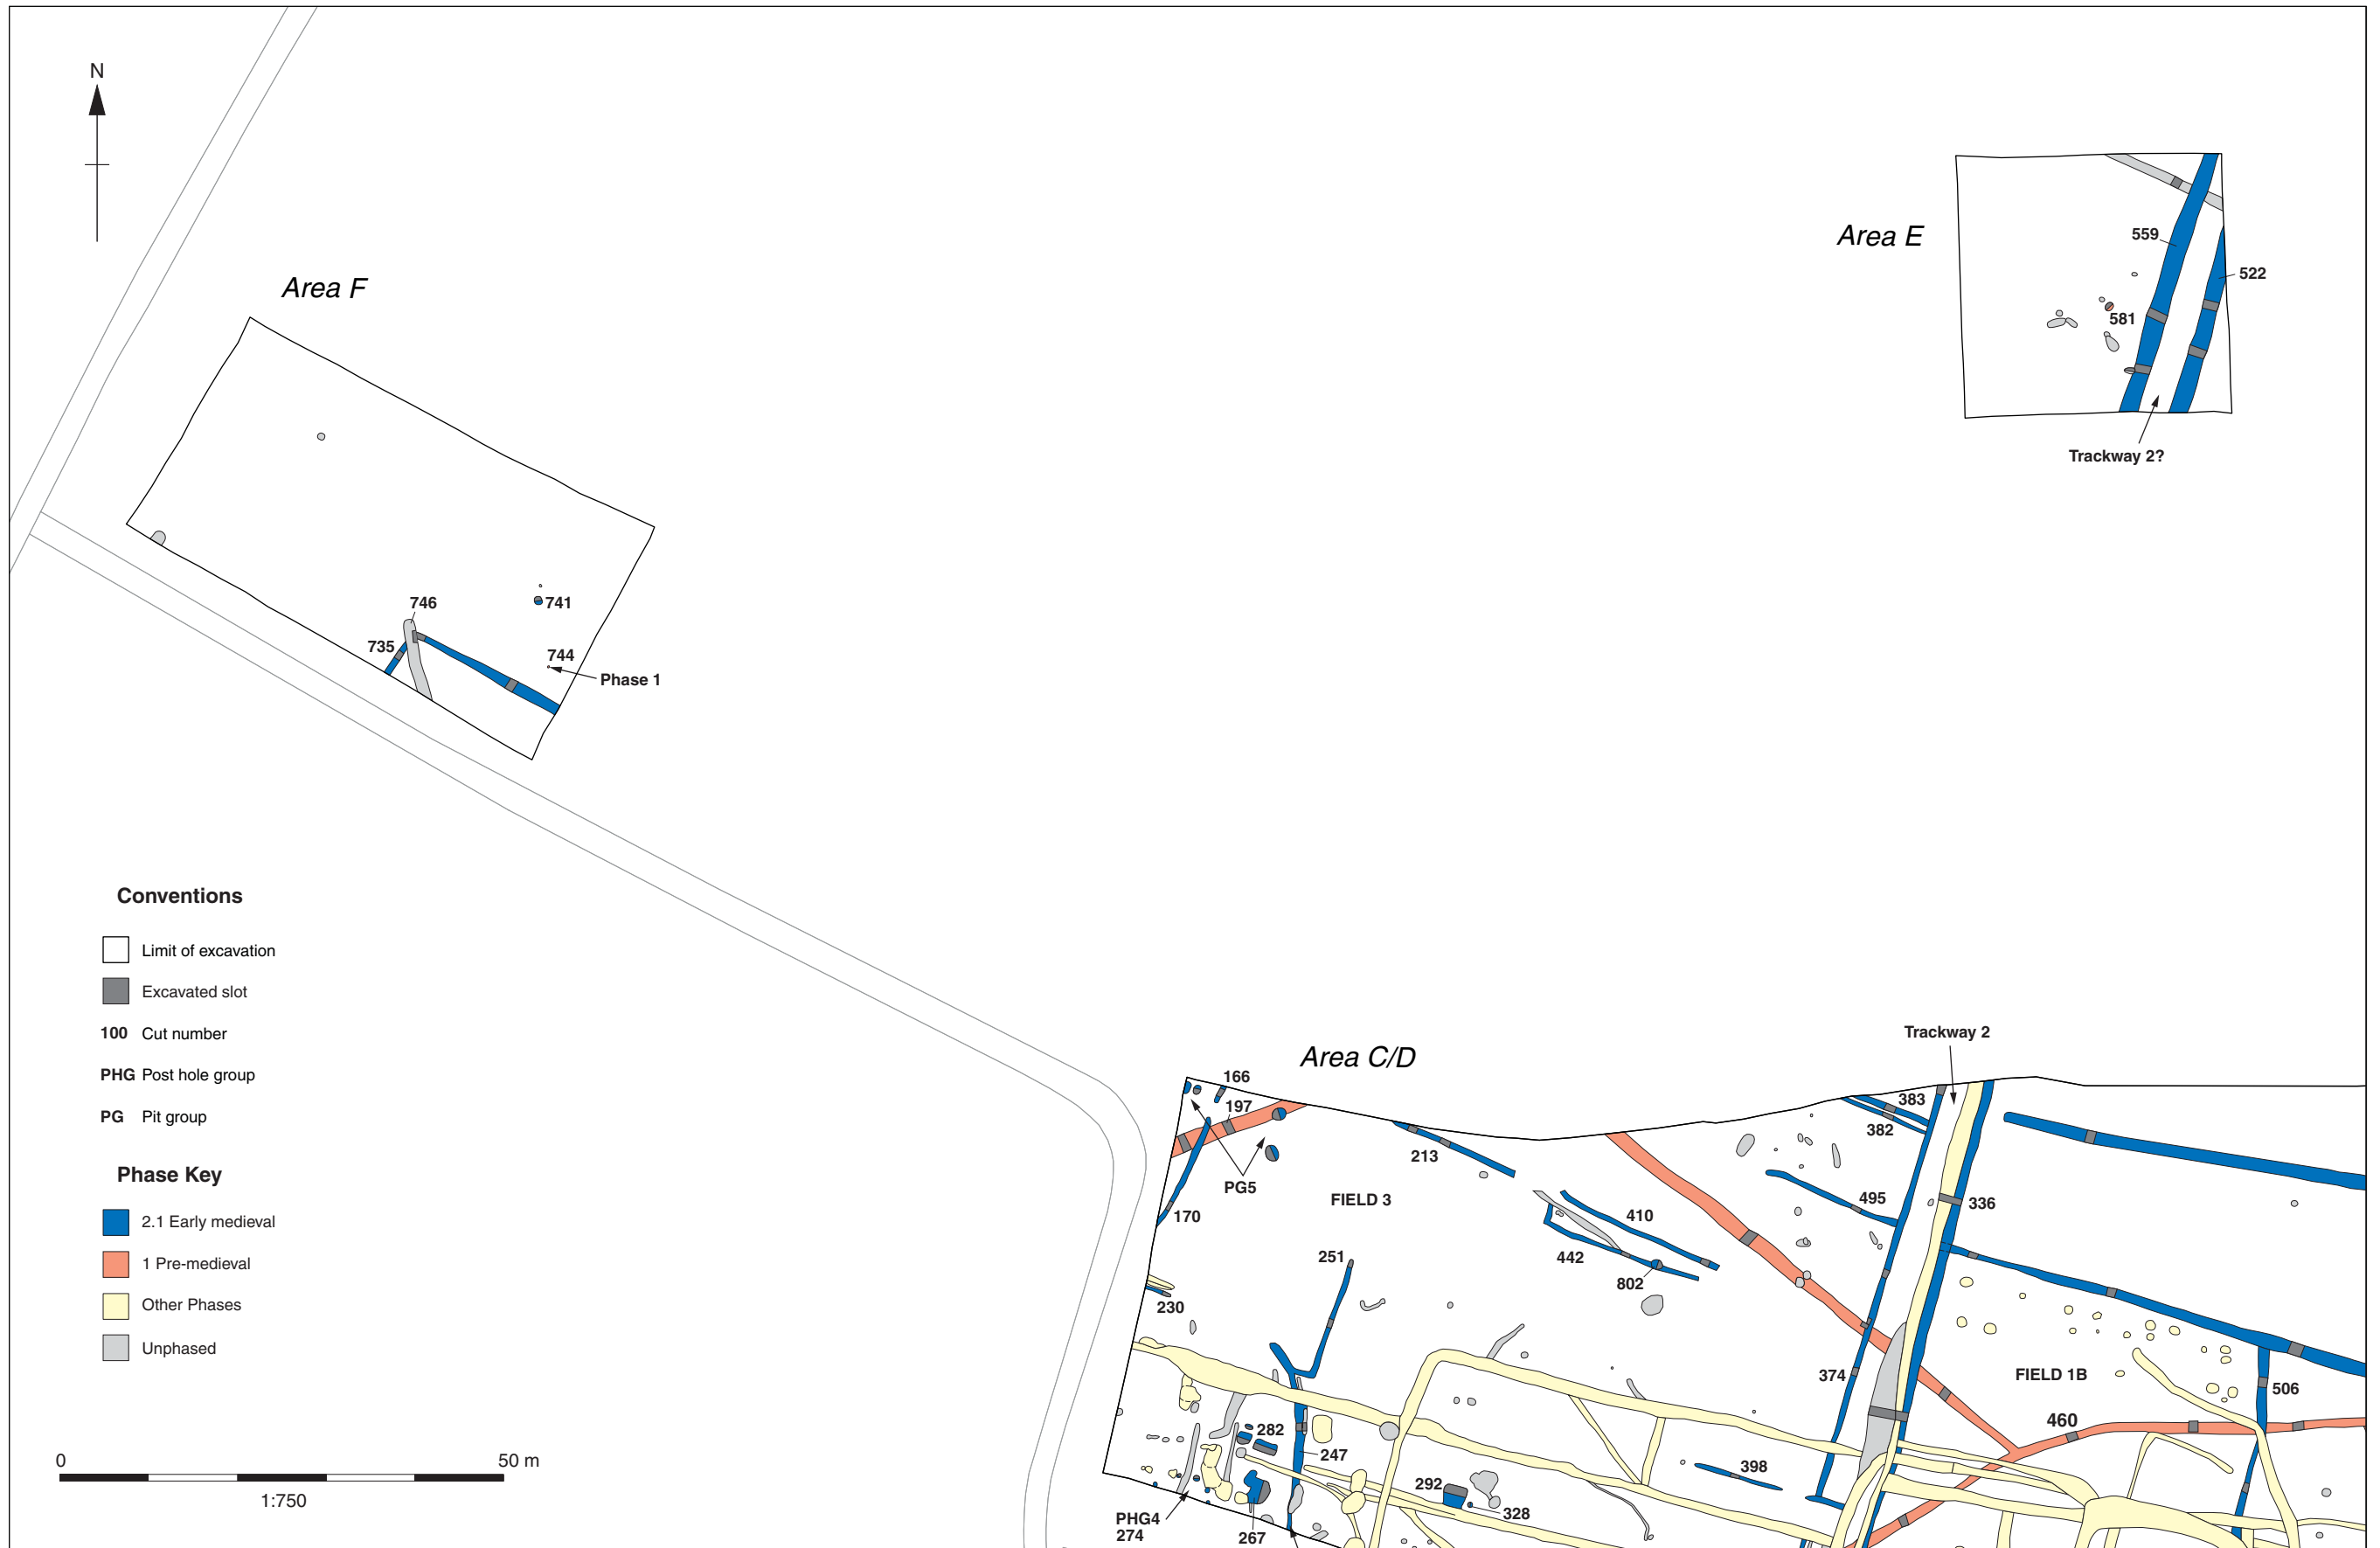 N
Area E
559
522
581
Trackway 2?
Area F
746
741
735
744
Phase 1
Conventions
Limit of excavation
Excavated slot
100 Cut number
PHG Post hole group
PG Pit group
Phase Key
2.1 Early medieval
1 Pre-medieval
Other Phases
Unphased
0 50 m
1:750
Trackway 2
Area C/D
166
197
383
382
213
PG5
FIELD 3
495
336
170
410
251
442
802
230
374
FIELD 1B
506
460
282
247
398
292
328
PHG4
274
267